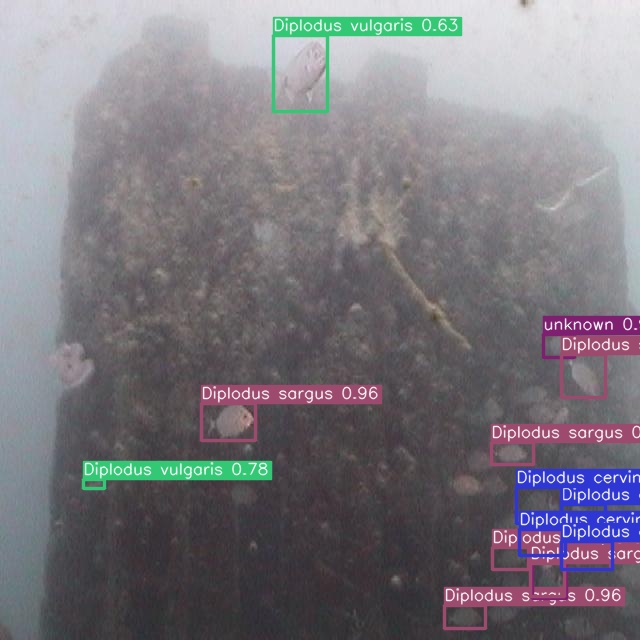 Diplodus vulgaris 0.63
unknown 0.
Diplodus s
Diplodus sargus 0.96
Diplodus sargus 0
Diplodus vulgaris 0.78
Diplodus cervin
Diplodus
Diplodus cervin
Diplodus
Diplodus
Diplodus sarg
Diplodus sargus 0.96